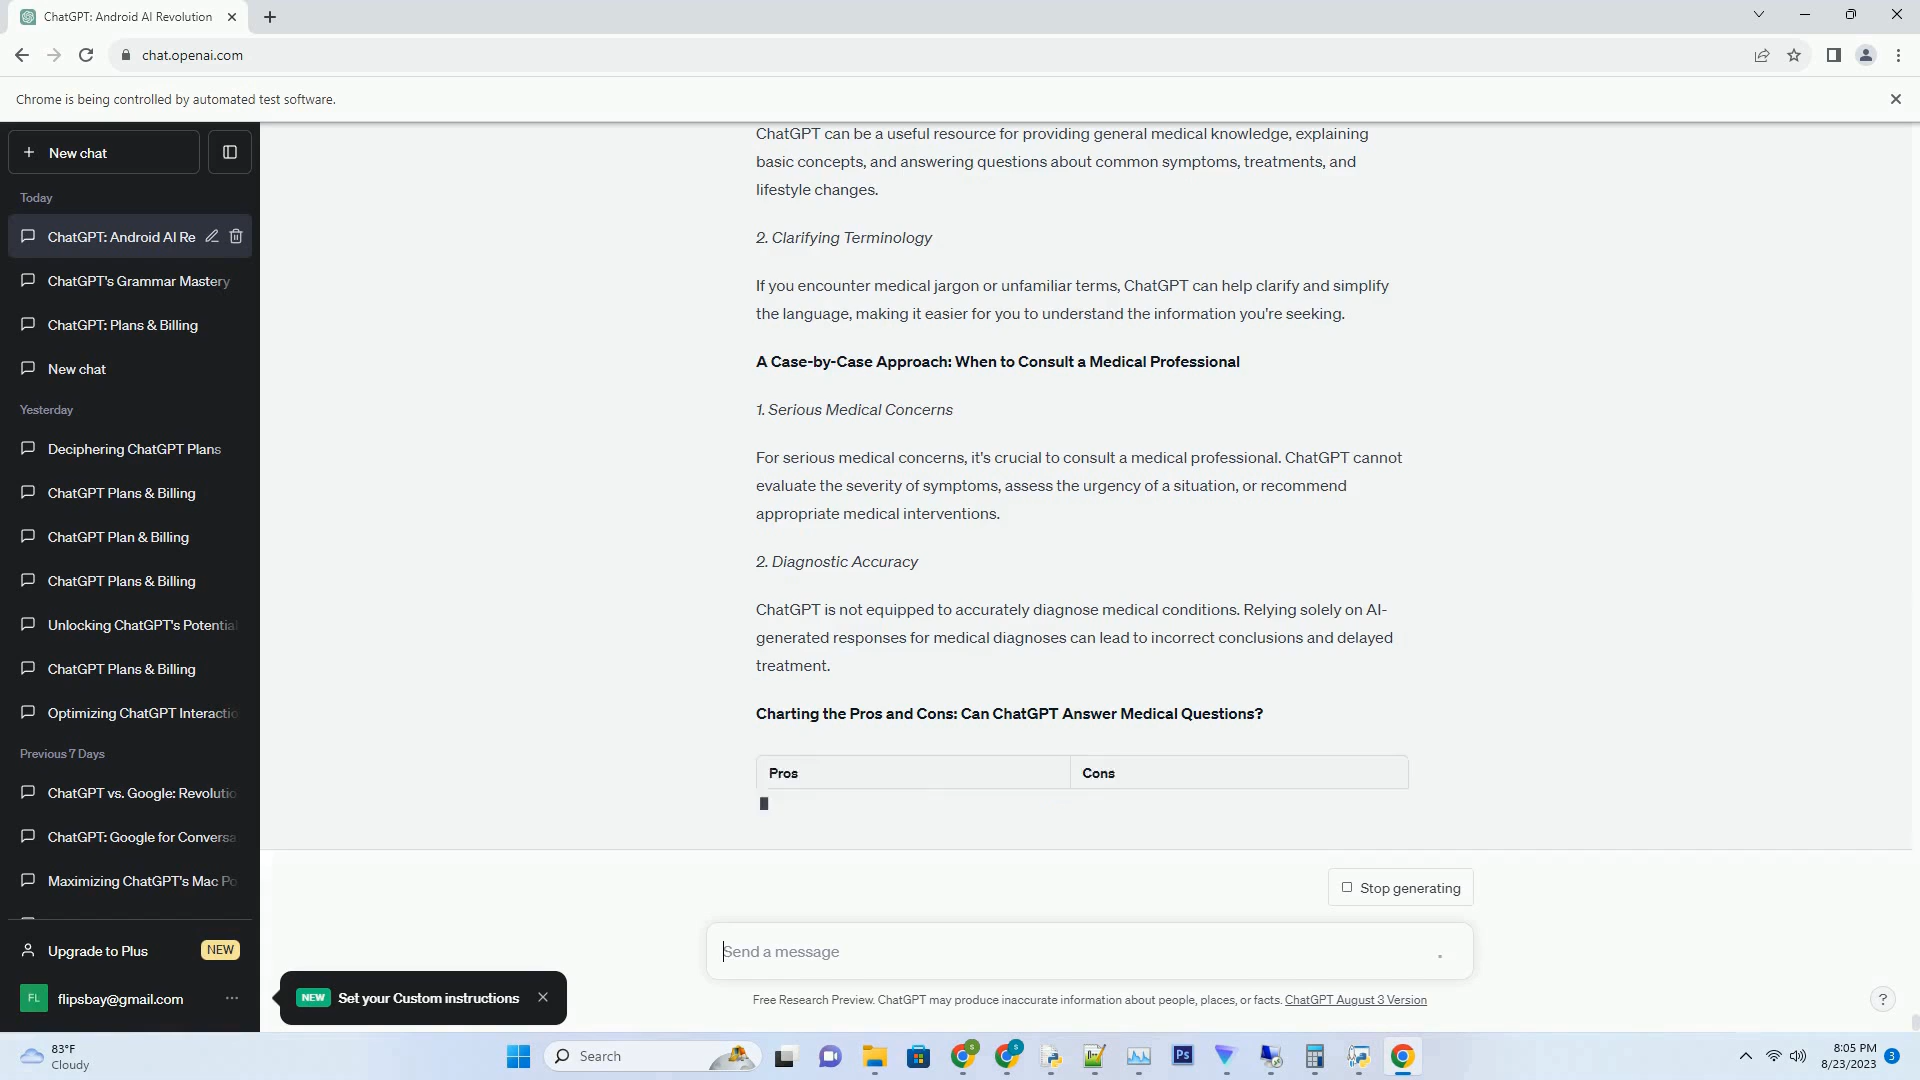 ChatGPT: Android AI Revolution
chat.openai.com
Chrome is being controlled by automated test software.
New chat
Today
ChatGPT: Android AI Re
ChatGPT's Grammar Mastery
ChatGPT: Plans & Billing
New chat
Yesterday
Deciphering ChatGPT Plans
ChatGPT Plans & Billing
ChatGPT Plan & Billing
ChatGPT Plans & Billing
Unlocking ChatGPT's Potential
ChatGPT Plans & Billing
Optimizing ChatGPT Interactio
Previous 7 Days
ChatGPT vs. Google: Revolutio
ChatGPT: Google for Conversa
Maximizing ChatGPT's Mac Po
Upgrade to Plus NEW
FL flipsbay@gmail.com
NEW Set your Custom instructions
ChatGPT can be a useful resource for providing general medical knowledge, explaining
basic concepts, and answering questions about common symptoms, treatments, and
lifestyle changes.
2. Clarifying Terminology
If you encounter medical jargon or unfamiliar terms, ChatGPT can help clarify and simplify
the language, making it easier for you to understand the information you're seeking.
A Case-by-Case Approach: When to Consult a Medical Professional
1. Serious Medical Concerns
For serious medical concerns, it's crucial to consult a medical professional. ChatGPT cannot
evaluate the severity of symptoms, assess the urgency of a situation, or recommend
appropriate medical interventions.
2. Diagnostic Accuracy
ChatGPT is not equipped to accurately diagnose medical conditions. Relying solely on AI-
generated responses for medical diagnoses can lead to incorrect conclusions and delayed
treatment.
Charting the Pros and Cons: Can ChatGPT Answer Medical Questions?
Pros Cons
Stop generating
Send a message
Free Research Preview. ChatGPT may produce inaccurate information about people, places, or facts. ChatGPT August 3 Version
?
83°F
Cloudy
Search
S
S
Ps
8:05 PM
8/23/2023
3